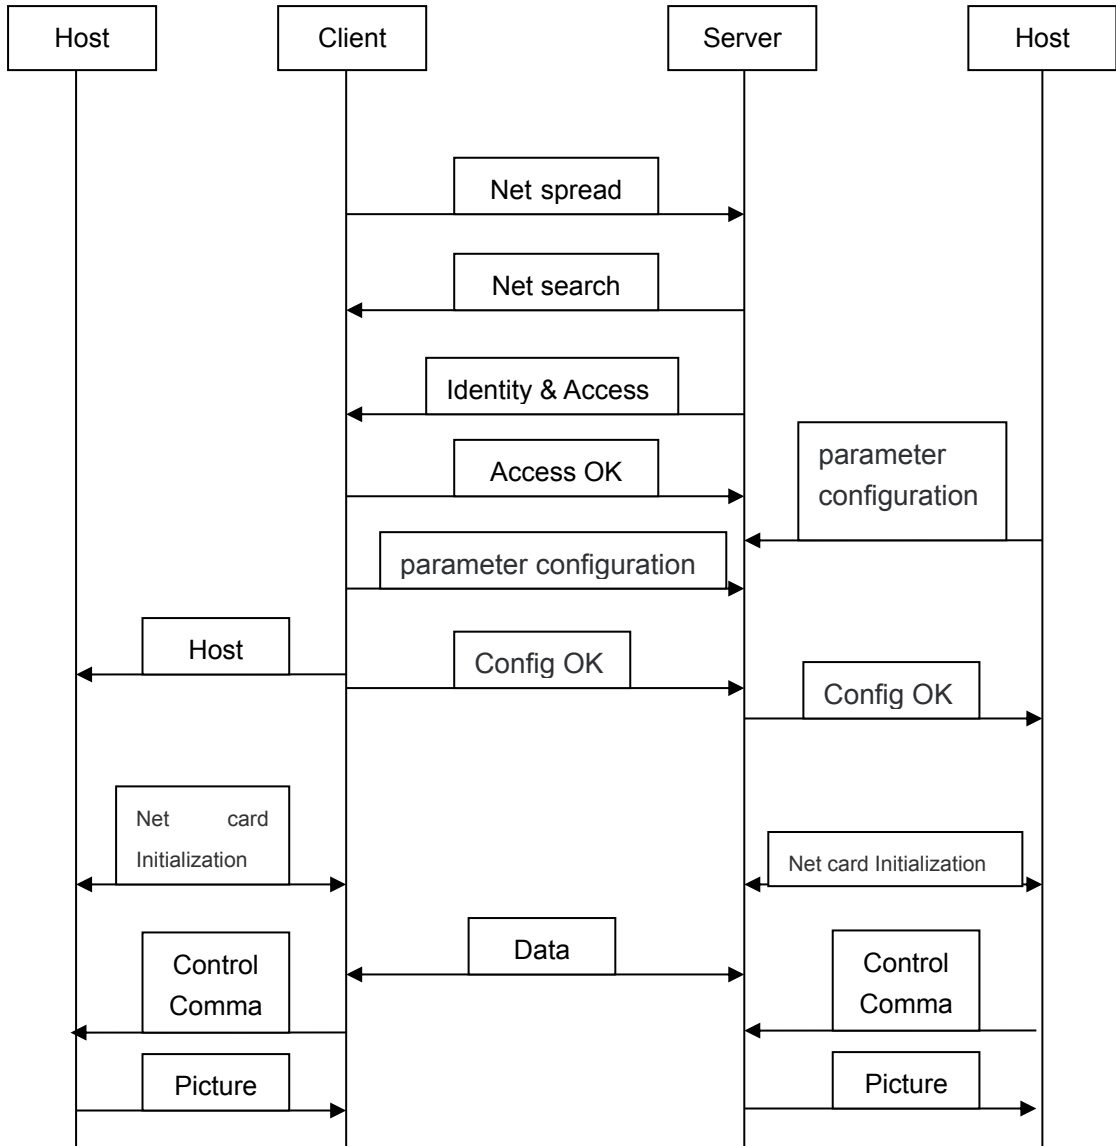 Host
Client
Server
Host
Net spread
Net search
Identity & Access
Access OK
parameter
configuration
parameter configuration
Host
Config OK
Config OK
Net card
Initialization
Net card Initialization
Data
Control
Comma
Control
Comma
Picture
Picture